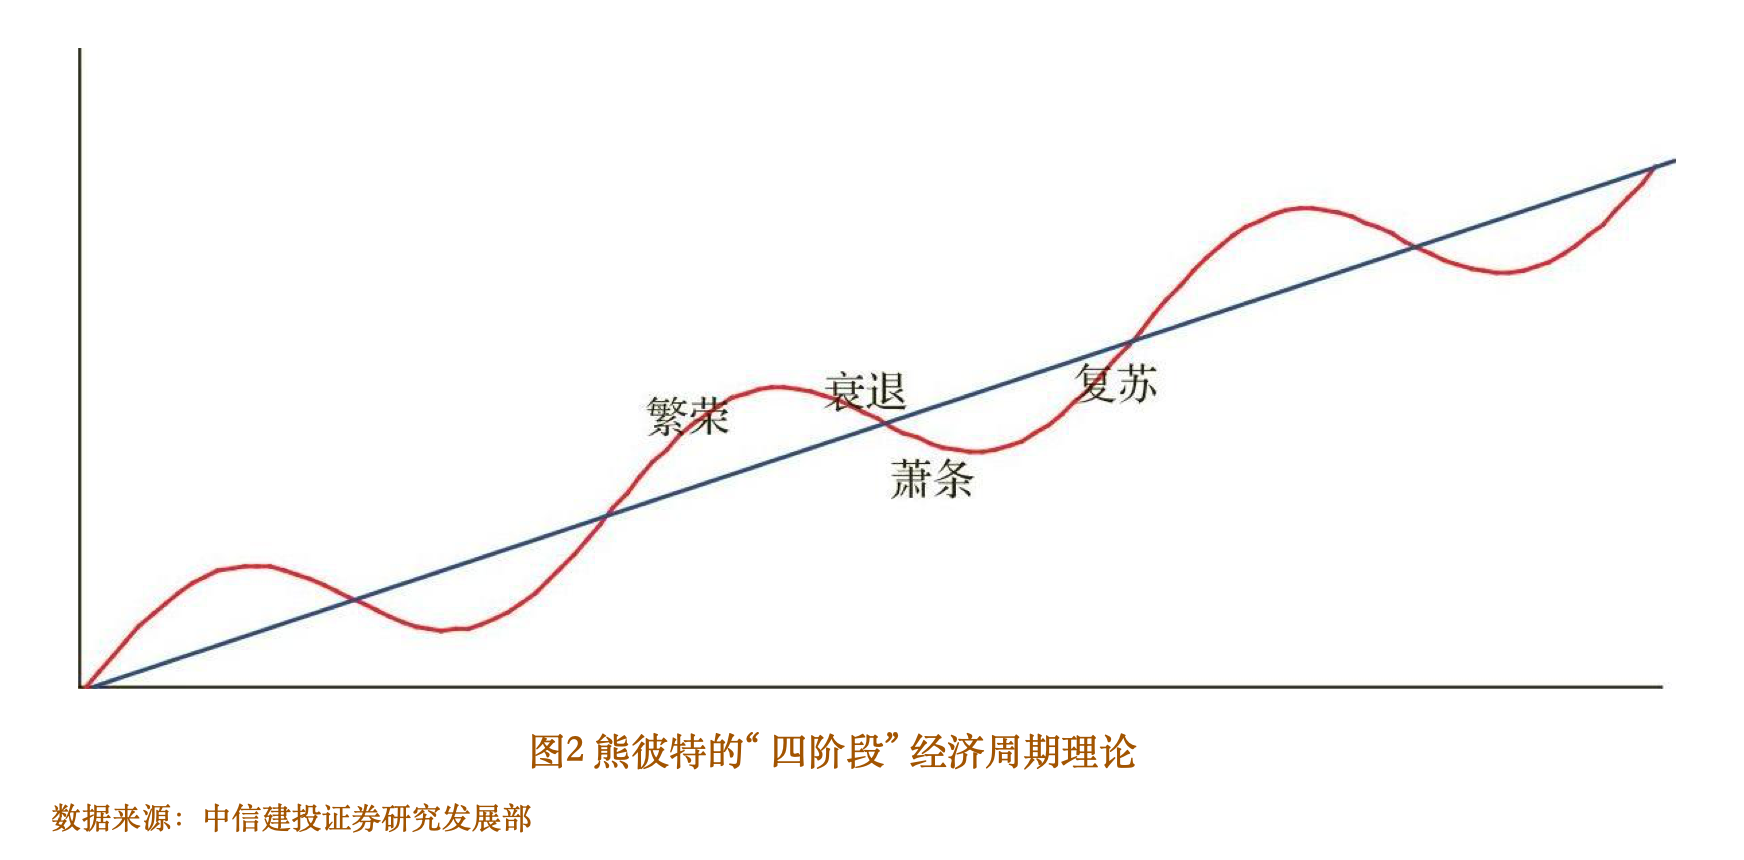 繁荣
衰退
复苏
萧条
图2 熊彼特的“四阶段”经济周期理论
数据来源：中信建投证券研究发展部